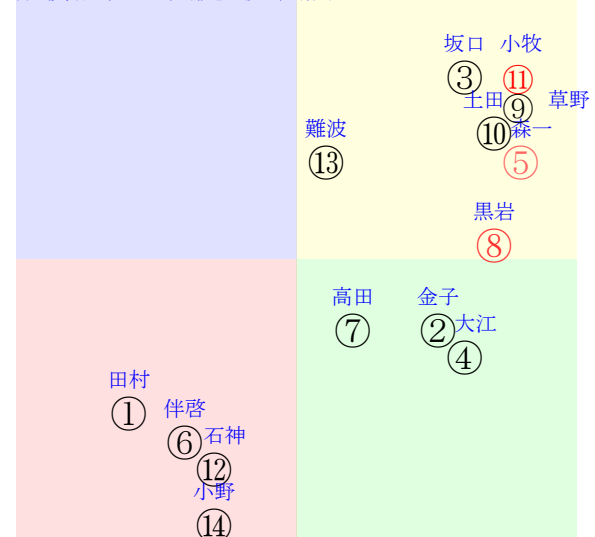 坂口 小牧
③ ⑪
土田 ⑨ 草野
難波 ⑩ 森一
⑬ ⑤
黒岩
⑧
高田 金子
⑦ ② 大江
④
田村
① 伴啓
⑥ 石神
⑫
小野
⑭